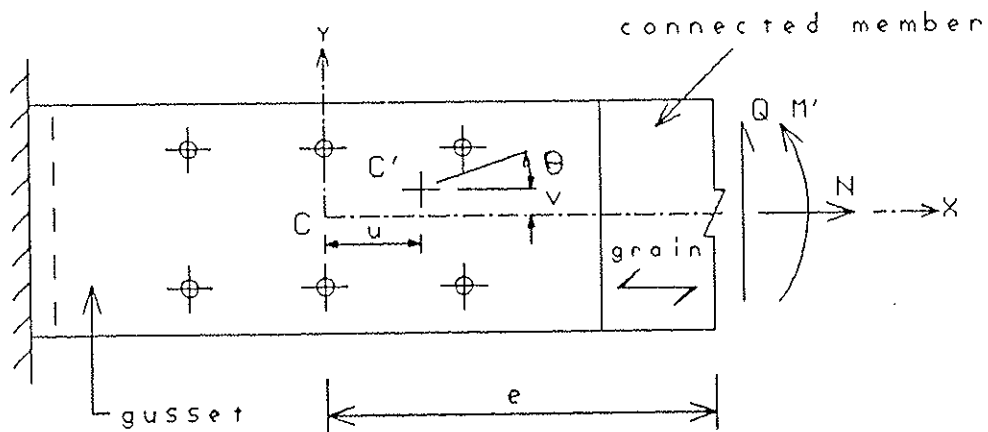 connected member
Y
Q M'
C' θ
v
N
X
C
u
grain
e
gusset